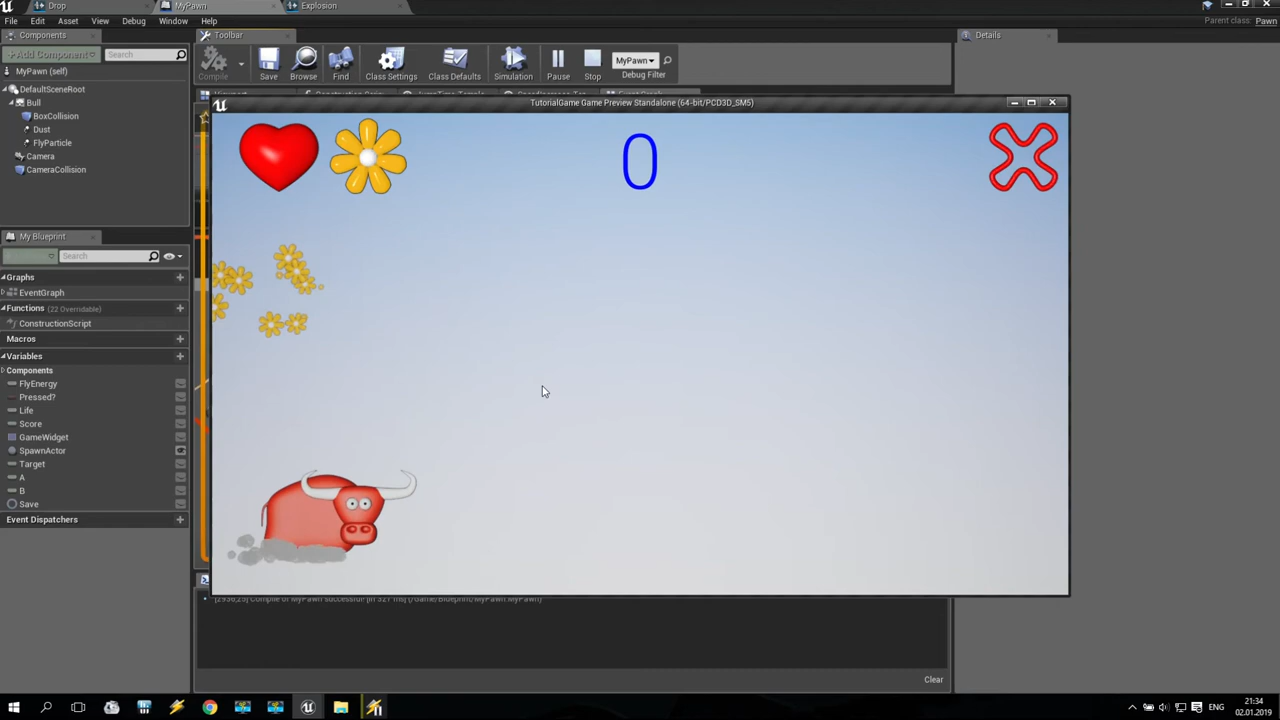 Drop
MyPawn
Explosion
File
Edit
Asset
View
Debug
Window
Help
Parent class: Pawn
Components
Toolbar
Details
+Add Component
Search
Compile
Save
Browse
Find
Class Settings
Class Defaults
Simulation
Pause
Stop
MyPawn
Debug Filter
MyPawn (self)
DefaultSceneRoot
Bull
BoxCollision
Dust
FlyParticle
Camera
CameraCollision
TutorialGame Game Preview Standalone (64-bit/PCD3D_SM5)
0
My Blueprint
Search
Graphs
EventGraph
Functions (22 Overridable)
ConstructionScript
Macros
Variables
Components
FlyEnergy
Pressed?
Life
Score
GameWidget
SpawnActor
Target
A
B
Save
Event Dispatchers
Clear
ENG
21:34
02.01.2019